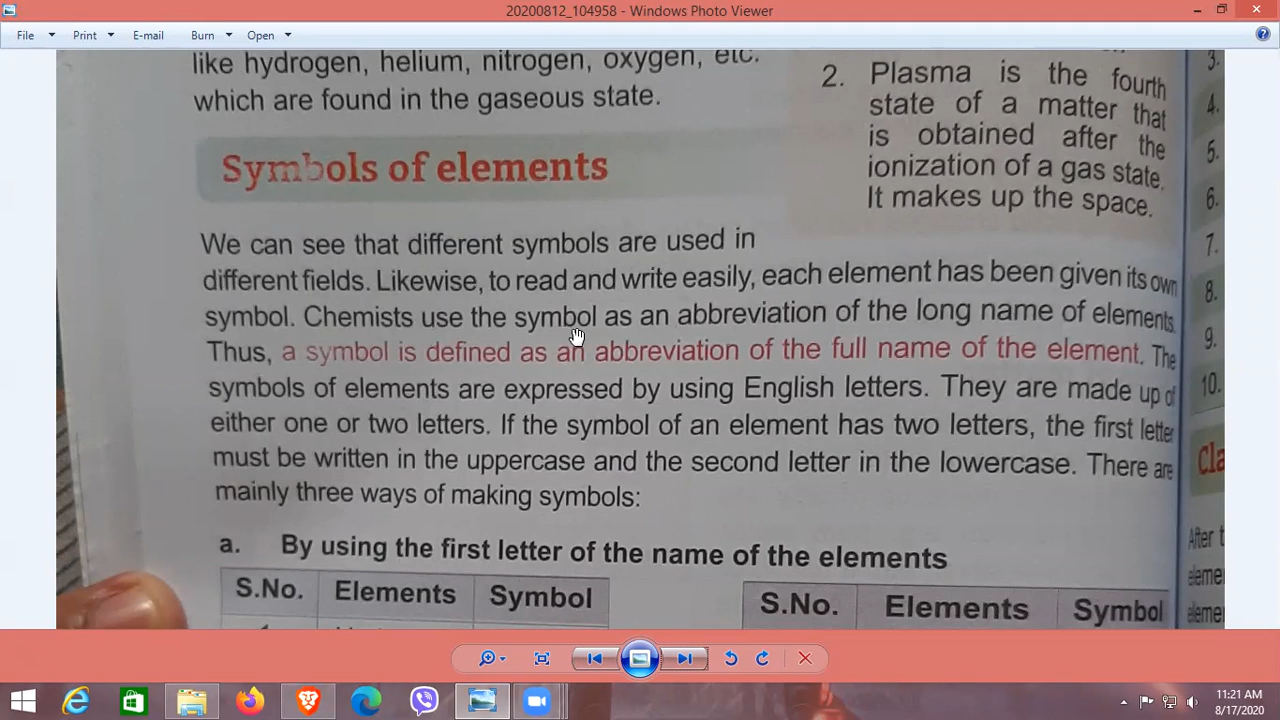 20200812_104958 - Windows Photo Viewer
File Print E-mail Burn Open
like hydrogen, helium, nitrogen, oxygen, etc.
which are found in the gaseous state.
2. Plasma is the fourth
state of a matter that
is obtained after the
ionization of a gas state.
It makes up the space.
Symbols of elements
We can see that different symbols are used in
different fields. Likewise, to read and write easily, each element has been given its own
symbol. Chemists use the symbol as an abbreviation of the long name of elements.
Thus, a symbol is defined as an abbreviation of the full name of the element. The
symbols of elements are expressed by using English letters. They are made up of
either one or two letters. If the symbol of an element has two letters, the first letter
must be written in the uppercase and the second letter in the lowercase. There are
mainly three ways of making symbols:
a. By using the first letter of the name of the elements
S.No. Elements Symbol
S.No. Elements Symbol
3.
4.
5.
6.
7.
8.
9.
10.
Cla
After t
eleme
eleme
11:21 AM
8/17/2020